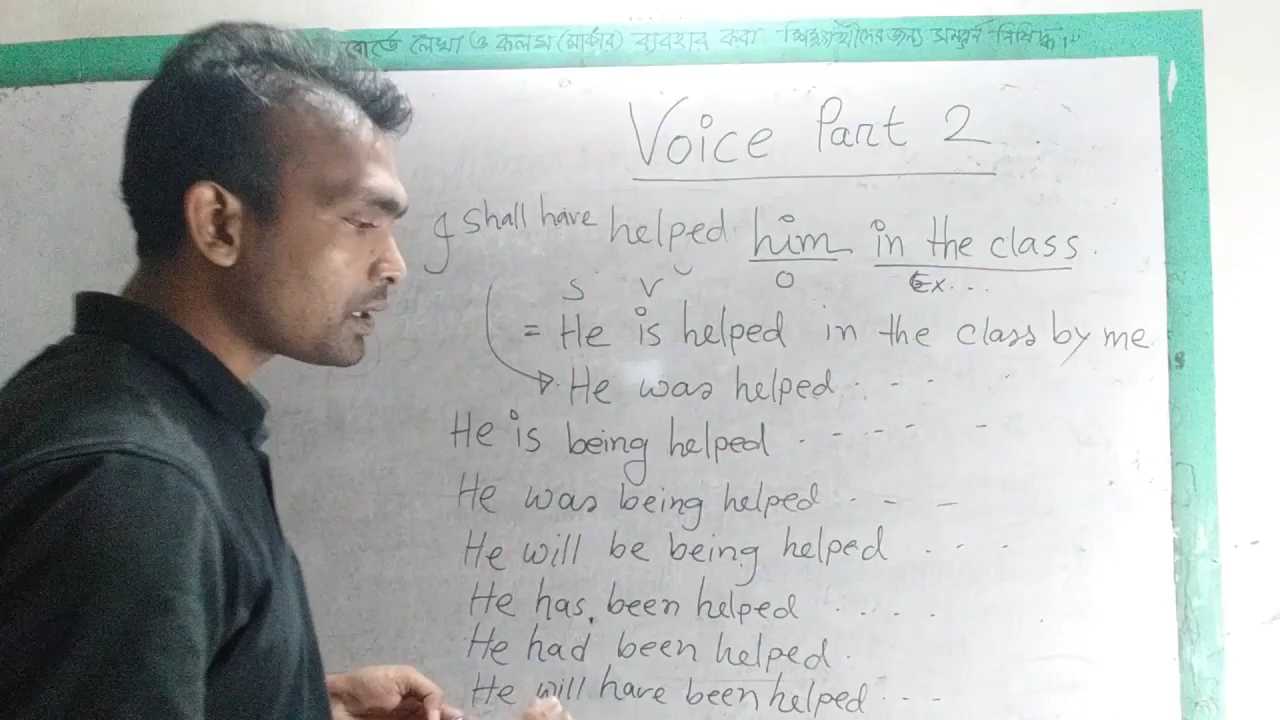 বোর্ডে লেখা ও কলম (মার্কার) ব্যবহার করা শিক্ষার্থীদের জন্য সম্পূর্ন নিষিদ্ধ।
Voice Part 2
I shall have helped him in the class.
S V O Ex...
= He is helped in the class by me.
He was helped . - -
He is being helped . - - - - -
He was being helped . - -
He will be being helped . . .
He has been helped . . . .
He had been helped.
He will have been helped . . -